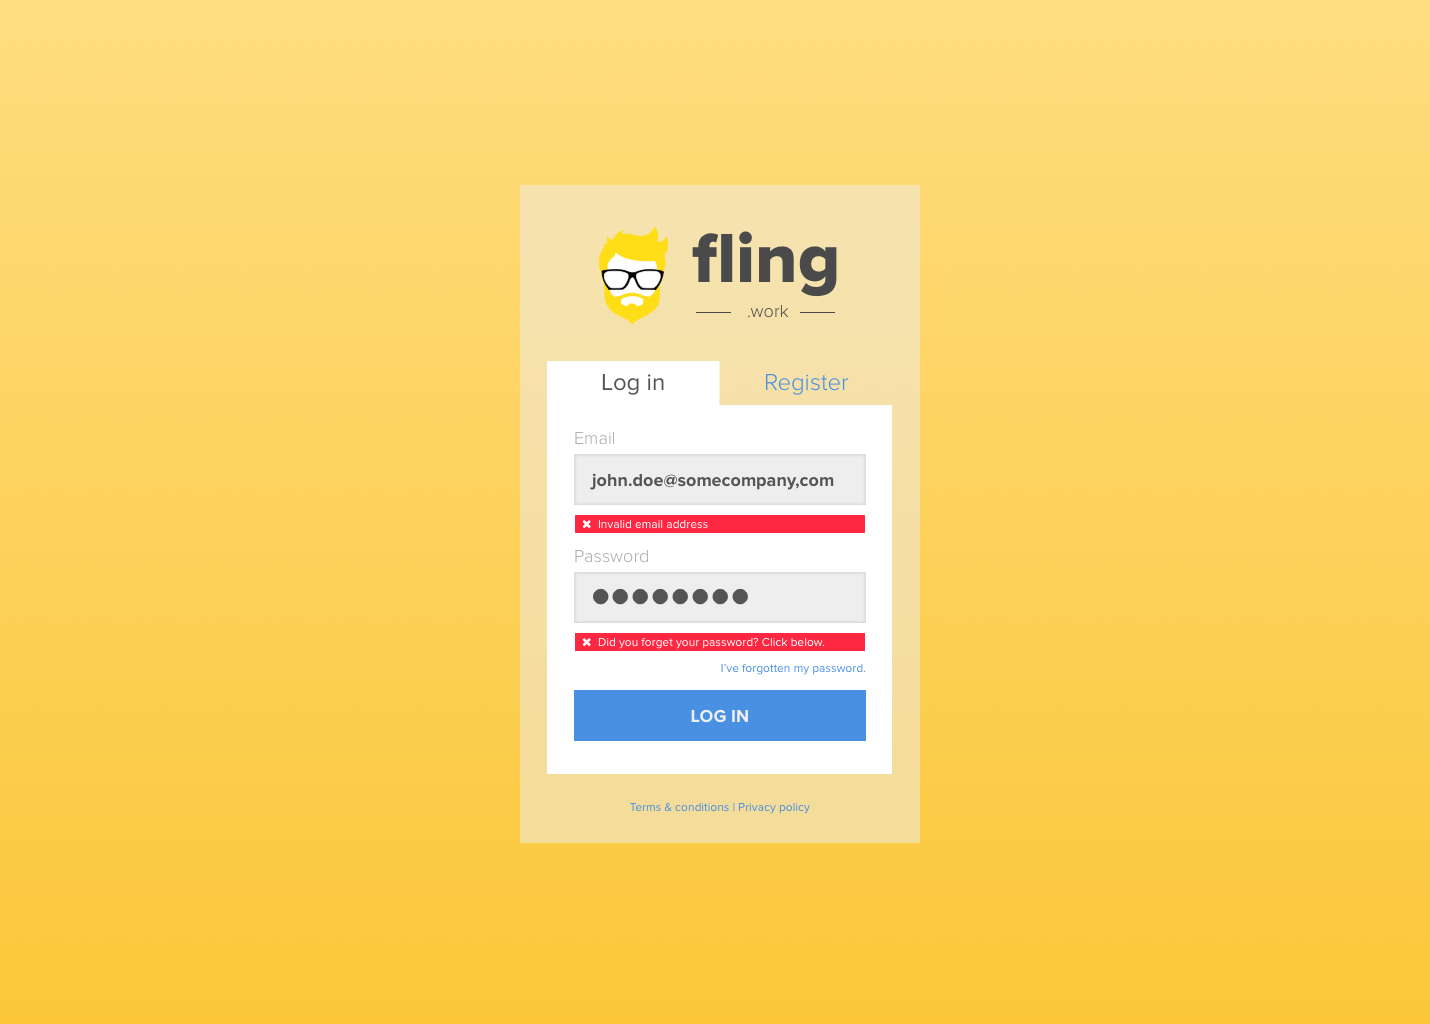 fling
.work
Log in Register
Email
john.doe@somecompany,com
✖ Invalid email address
Password
●●●●●●●●
✖ Did you forget your password? Click below.
I've forgotten my password.
LOG IN
Terms & conditions | Privacy policy